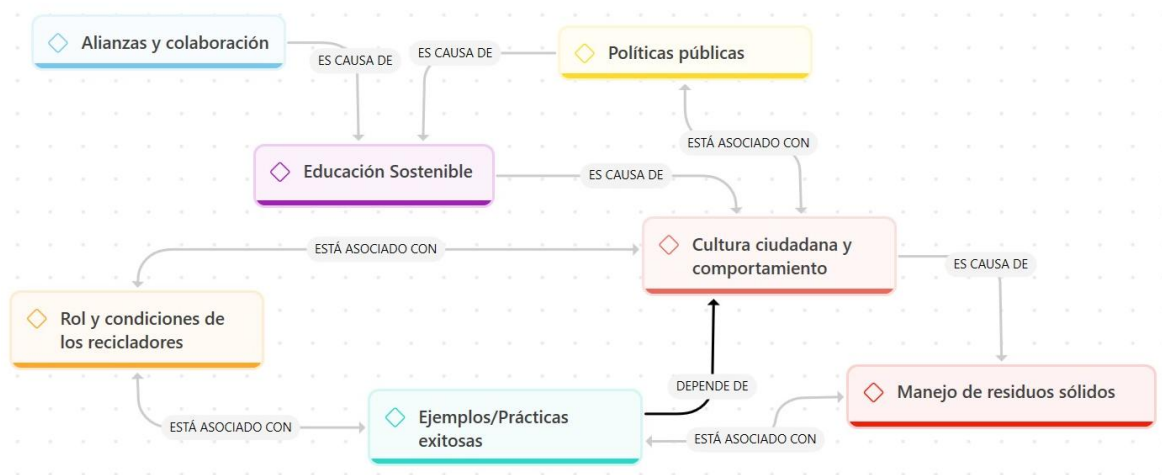 Alianzas y colaboración
ES CAUSA DE
ES CAUSA DE
Políticas públicas
ESTÁ ASOCIADO CON
Educación Sostenible
ES CAUSA DE
ESTÁ ASOCIADO CON
Cultura ciudadana y
comportamiento
ES CAUSA DE
Rol y condiciones de
los recicladores
DEPENDE DE
Manejo de residuos sólidos
ESTÁ ASOCIADO CON
Ejemplos/Prácticas
exitosas
ESTÁ ASOCIADO CON